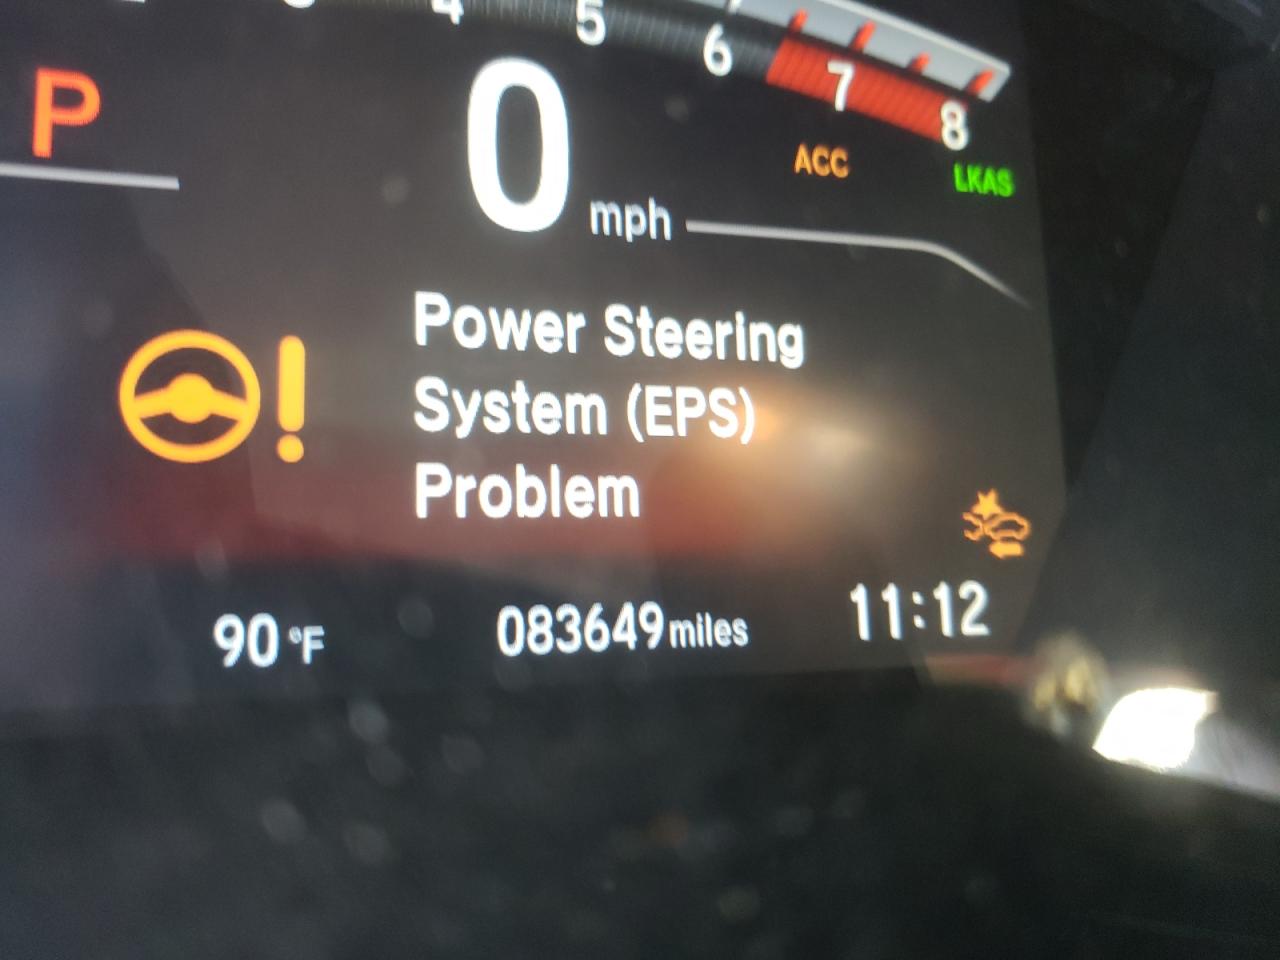 4 5 6 7 8
P
0 mph
ACC
LKAS
Power Steering
System (EPS)
Problem
90 °F
083649 miles
11:12